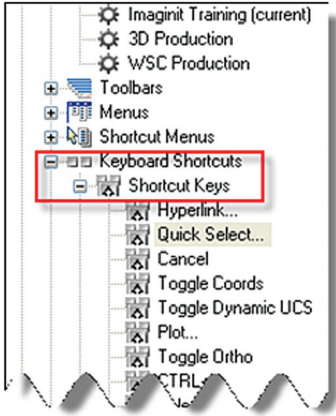 Imaginit Training (current)
3D Production
WSC Production
Toolbars
Menus
Shortcut Menus
Keyboard Shortcuts
Shortcut Keys
Hyperlink...
Quick Select...
Cancel
Toggle Coords
Toggle Dynamic UCS
Plot...
Toggle Ortho